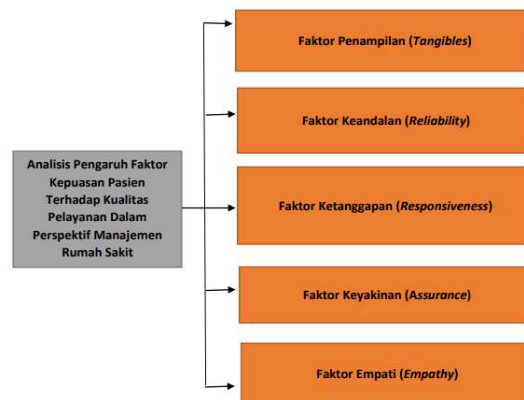 Analisis Pengaruh Faktor
Kepuasan Pasien
Terhadap Kualitas
Pelayanan Dalam
Perspektif Manajemen
Rumah Sakit
Faktor Penampilan (Tangibles)
Faktor Keandalan (Reliability)
Faktor Ketanggapan (Responsiveness)
Faktor Keyakinan (Assurance)
Faktor Empati (Empathy)